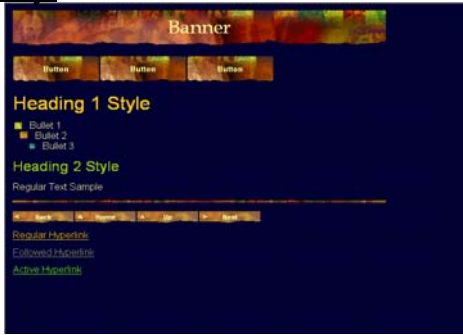 Banner
Button Button Button
Heading 1 Style
Bullet 1
Bullet 2
Bullet 3
Heading 2 Style
Regular Text Sample
Back Home Up Next
Regular Hyperlink
Followed Hyperlink
Active Hyperlink